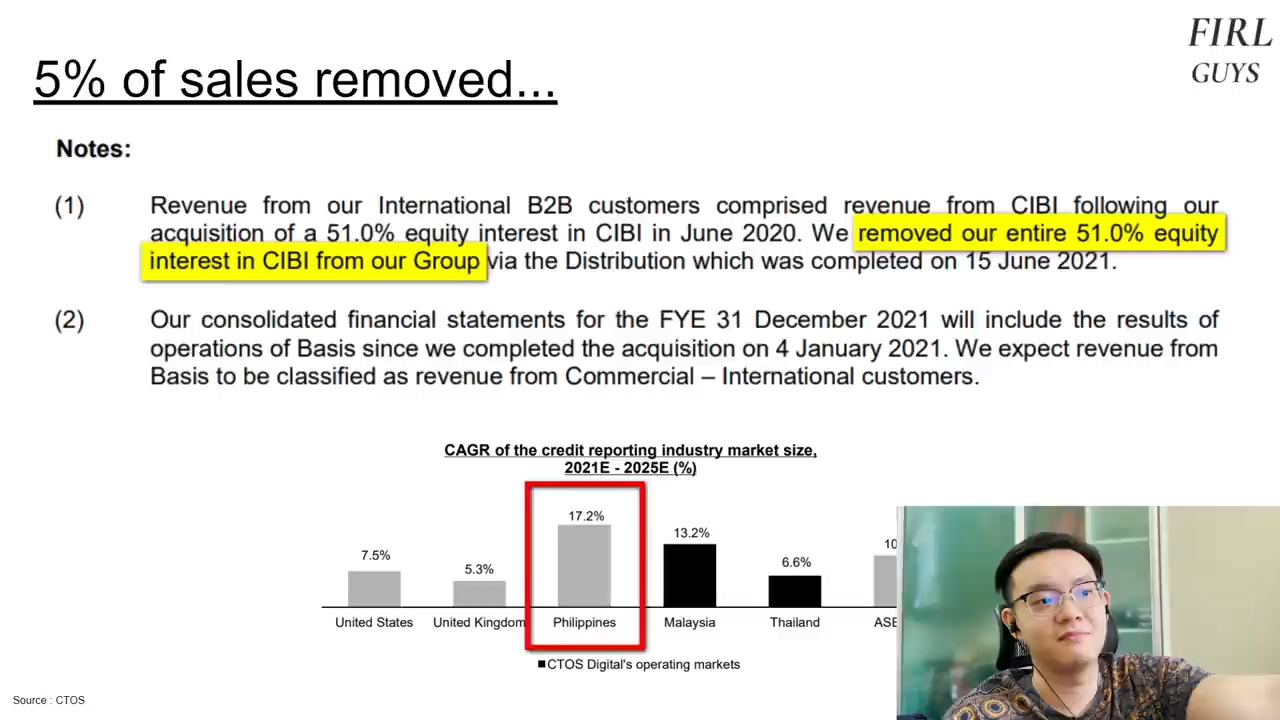 FIRL
GUYS
5% of sales removed...
Notes:
(1) Revenue from our International B2B customers comprised revenue from CIBI following our
acquisition of a 51.0% equity interest in CIBI in June 2020. We removed our entire 51.0% equity
interest in CIBI from our Group via the Distribution which was completed on 15 June 2021.
(2) Our consolidated financial statements for the FYE 31 December 2021 will include the results of
operations of Basis since we completed the acquisition on 4 January 2021. We expect revenue from
Basis to be classified as revenue from Commercial – International customers.
CAGR of the credit reporting industry market size,
2021E - 2025E (%)
7.5% 5.3% 17.2% 13.2% 6.6%
United States United Kingdom Philippines Malaysia Thailand
CTOS Digital's operating markets
Source : CTOS